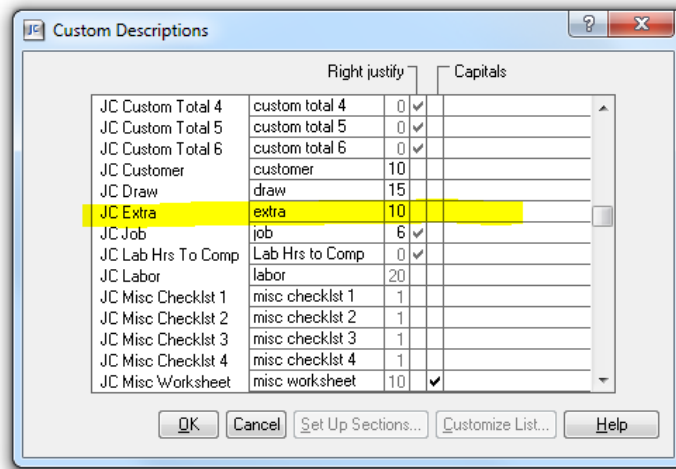 JC Custom Descriptions
Right justify Capitals
JC Custom Total 4 custom total 4 0
JC Custom Total 5 custom total 5 0
JC Custom Total 6 custom total 6 0
JC Customer customer 10
JC Draw draw 15
JC Extra extra 10
JC Job job 6
JC Lab Hrs To Comp Lab Hrs to Comp 0
JC Labor labor 20
JC Misc Checklst 1 misc checklst 1 1
JC Misc Checklst 2 misc checklst 2 1
JC Misc Checklst 3 misc checklst 3 1
JC Misc Checklst 4 misc checklst 4 1
JC Misc Worksheet misc worksheet 10
OK Cancel Set Up Sections... Customize List... Help